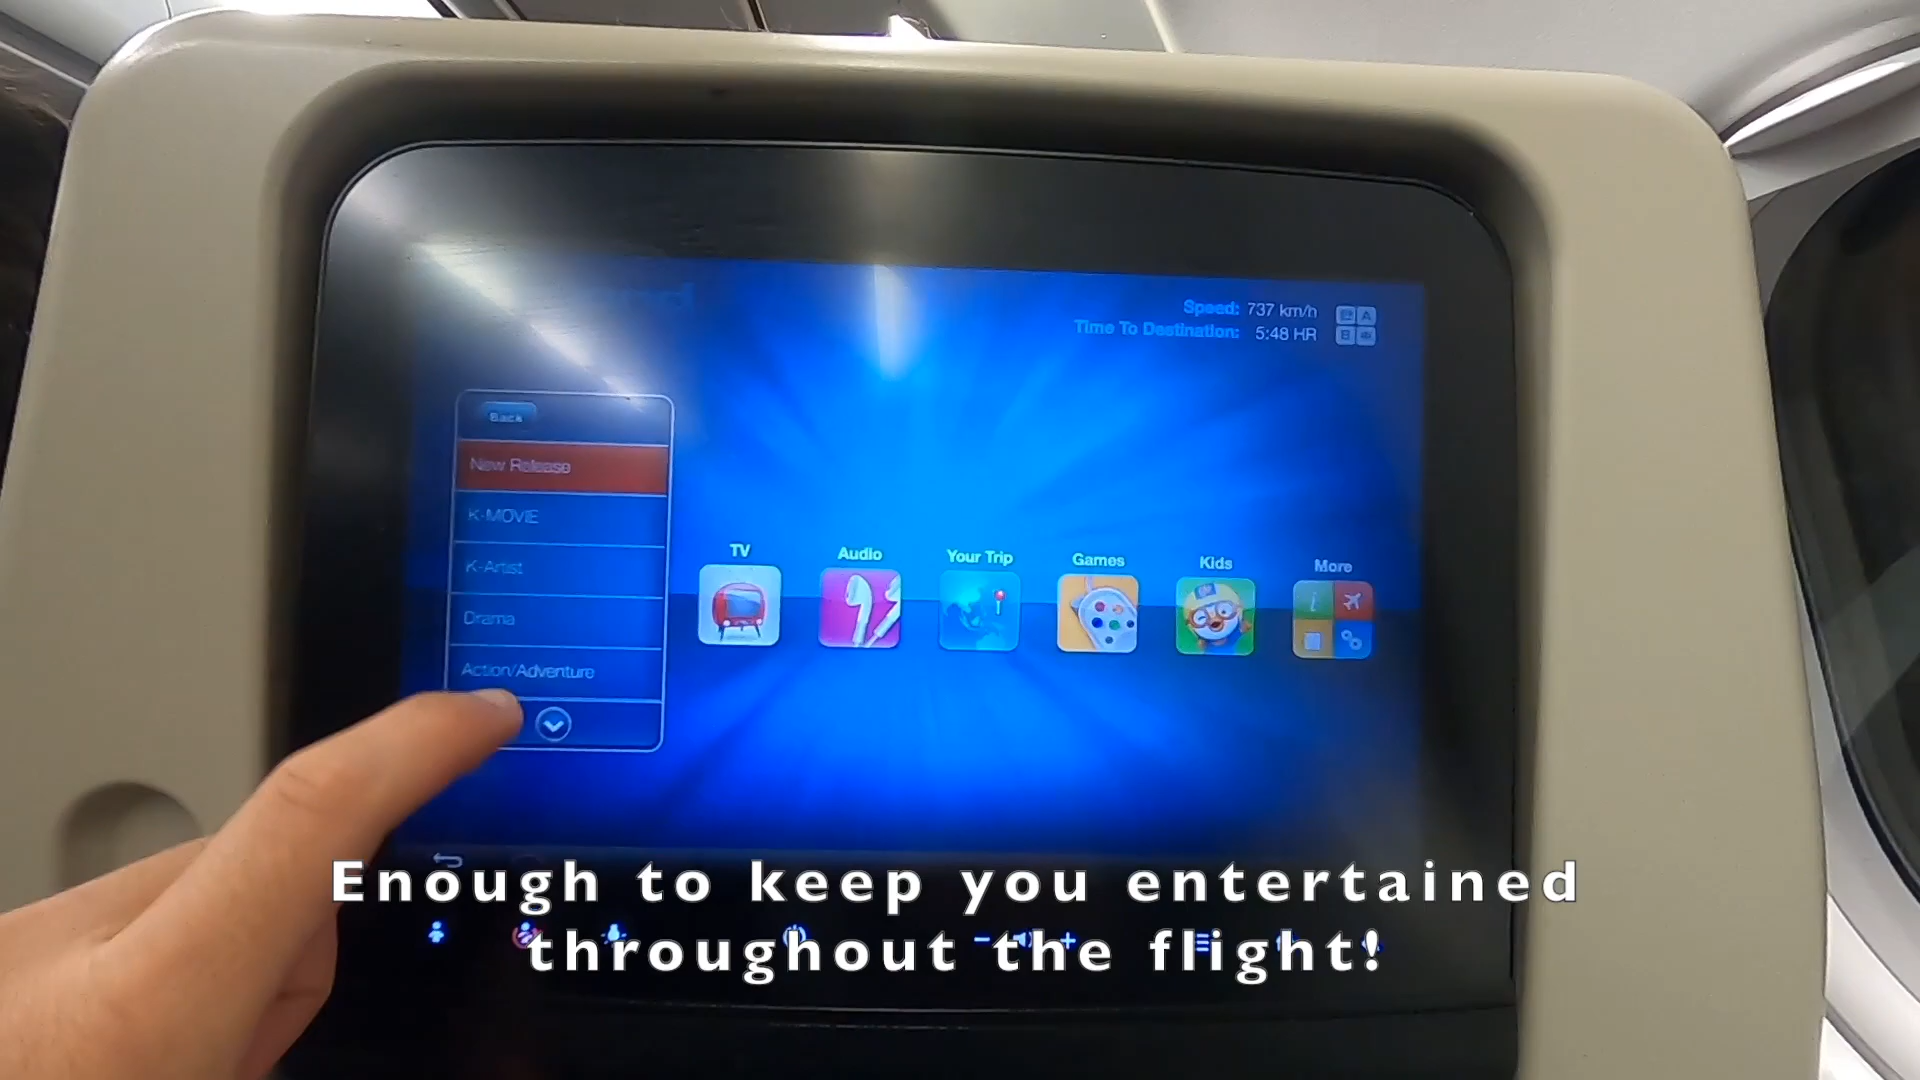 Speed: 737 km/h
Time To Destination: 5:48 HR
Back
New Release
K-MOVIE
K-Artist
Drama
Action/Adventure
TV
Audio
Your Trip
Games
Kids
More
Enough to keep you entertained
throughout the flight!